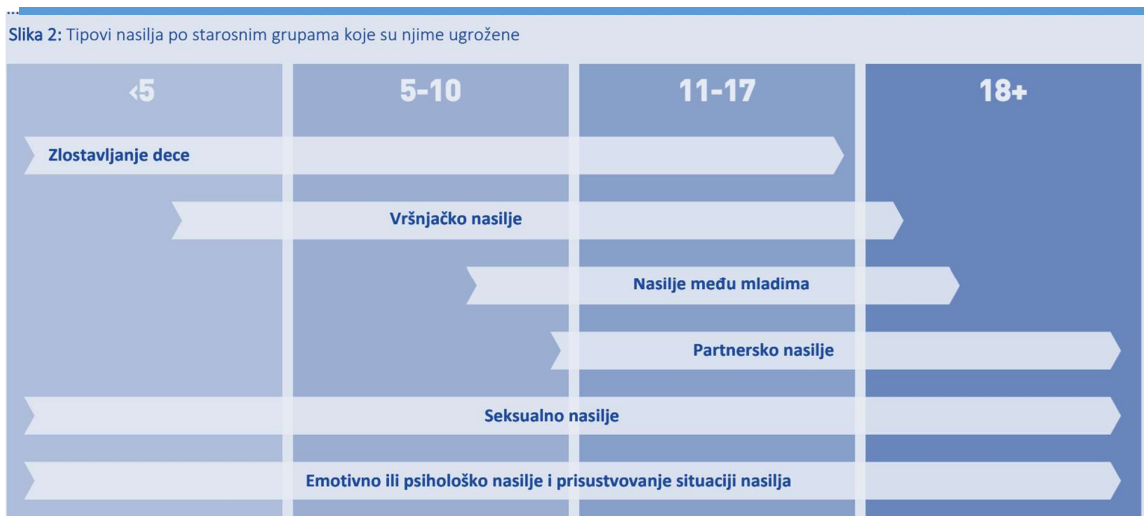 ...
Slika 2: Tipovi nasilja po starosnim grupama koje su njime ugrožene
<5 5-10 11-17 18+
Zlostavljanje dece
Vršnjačko nasilje
Nasilje među mladima
Partnersko nasilje
Seksualno nasilje
Emotivno ili psihološko nasilje i prisustvovanje situaciji nasilja